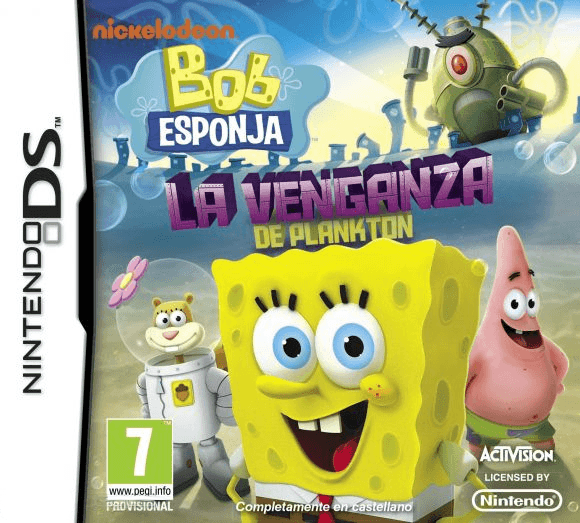 nickelodeon
Bob
ESPONJA
LA VENGANZA
DE PLANKTON
NINTENDO DS™
7
www.pegi.info
PROVISIONAL
Completamente en castellano
ACTIVISION.
LICENSED BY
Nintendo®